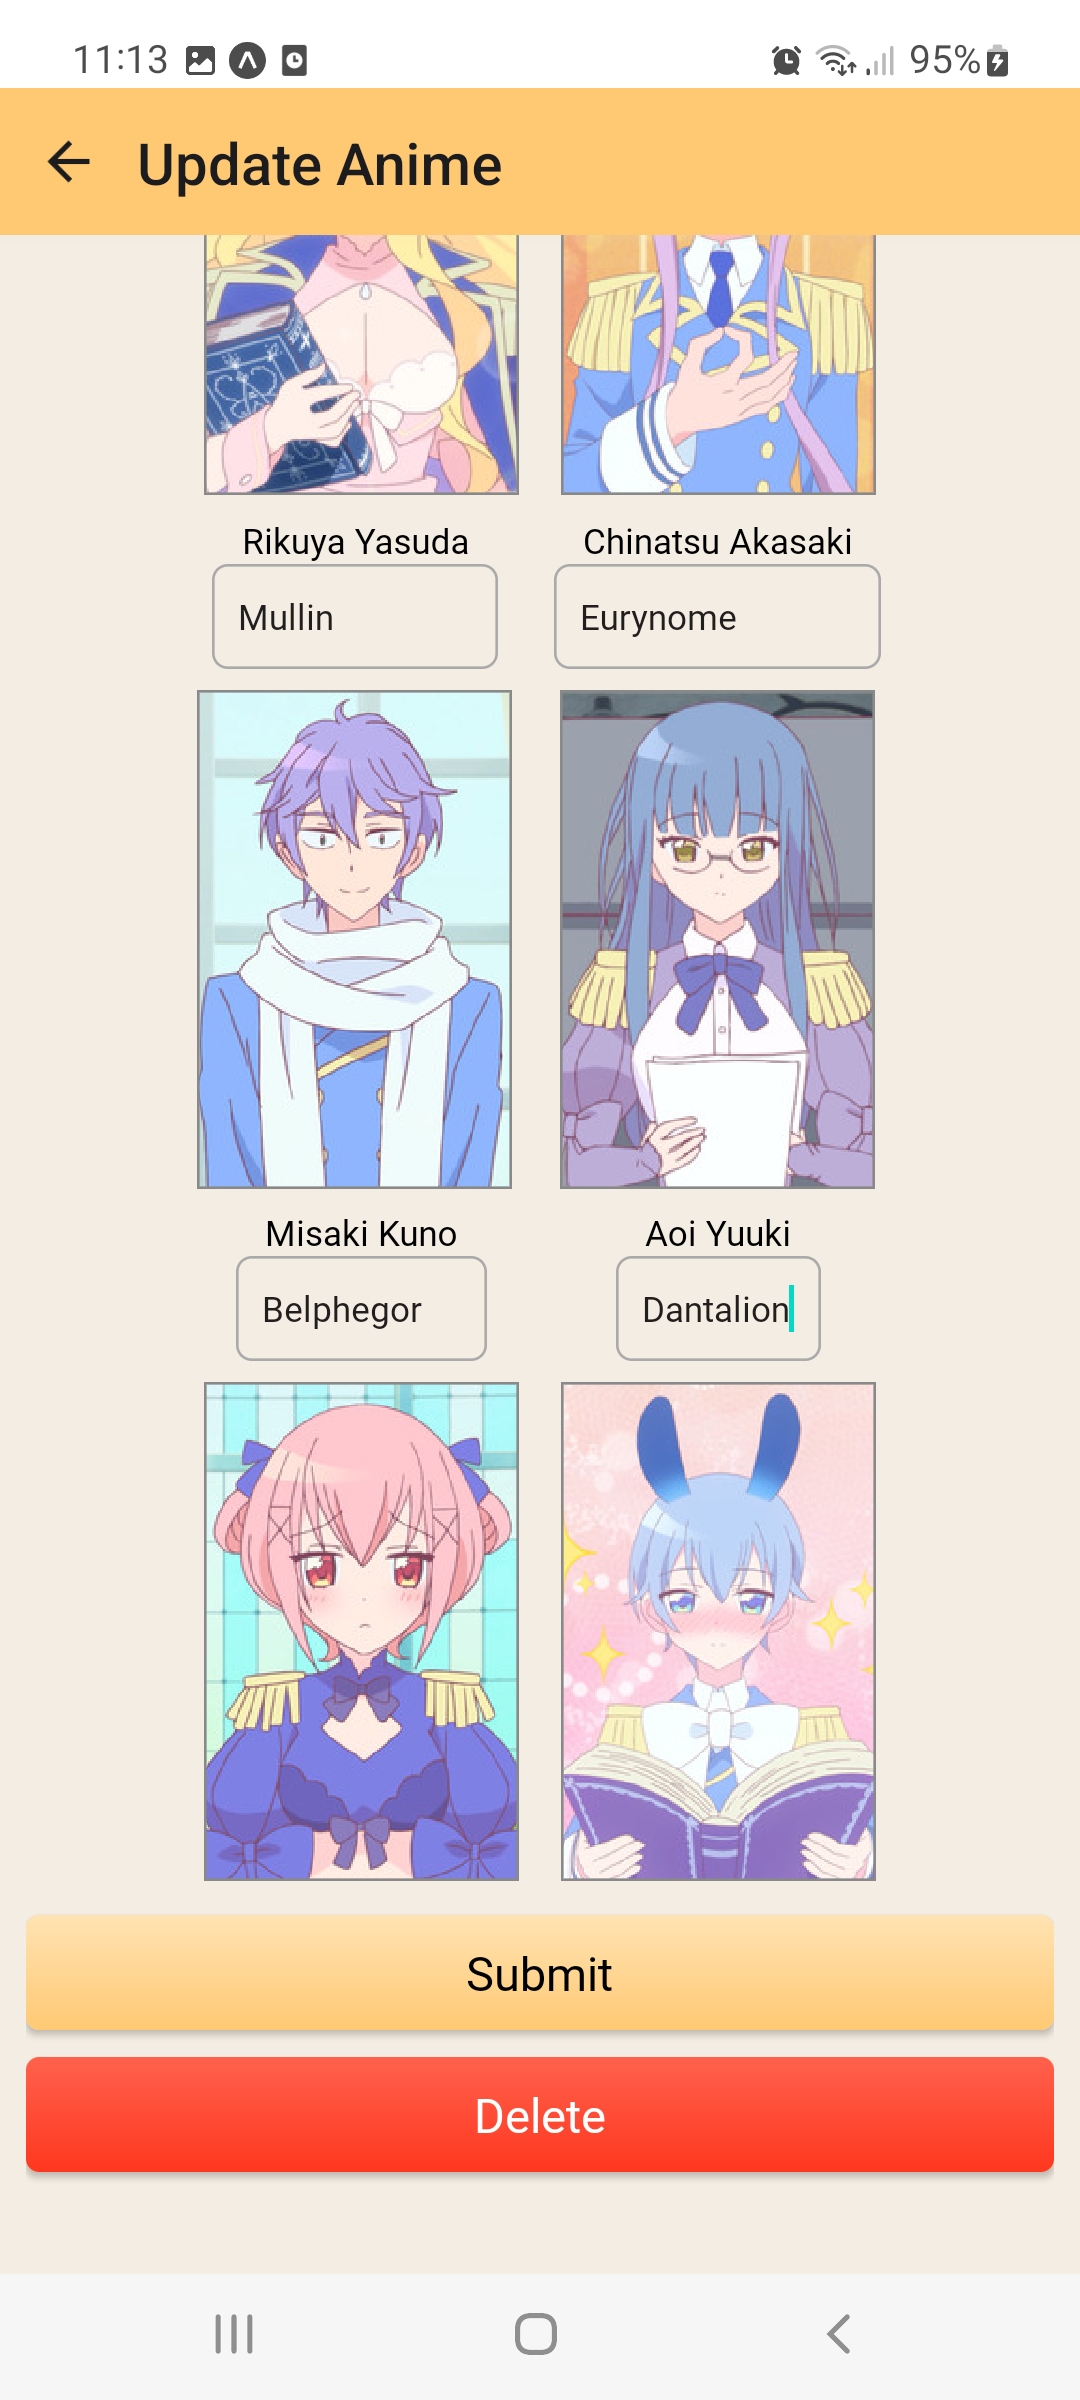 11:13
95%
Update Anime
Rikuya Yasuda
Chinatsu Akasaki
Mullin
Eurynome
Misaki Kuno
Aoi Yuuki
Belphegor
Dantalion
Submit
Delete